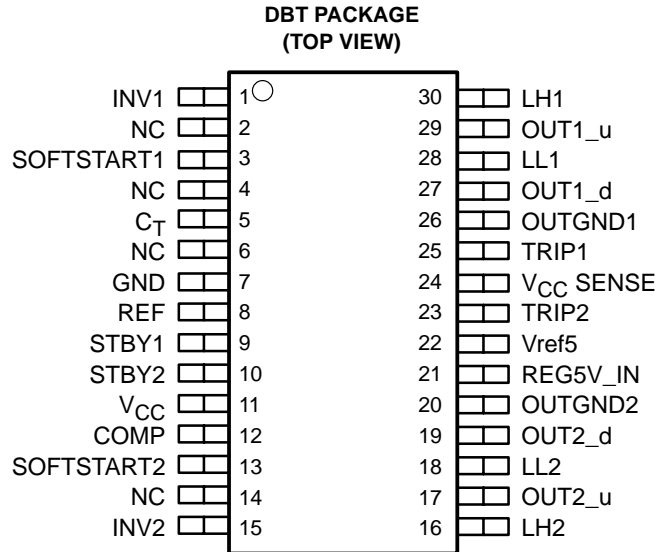 DBT PACKAGE
(TOP VIEW)
INV1 1 30 LH1
NC 2 29 OUT1_u
SOFTSTART1 3 28 LL1
NC 4 27 OUT1_d
CT 5 26 OUTGND1
NC 6 25 TRIP1
GND 7 24 VCC SENSE
REF 8 23 TRIP2
STBY1 9 22 Vref5
STBY2 10 21 REG5V_IN
VCC 11 20 OUTGND2
COMP 12 19 OUT2_d
SOFTSTART2 13 18 LL2
NC 14 17 OUT2_u
INV2 15 16 LH2